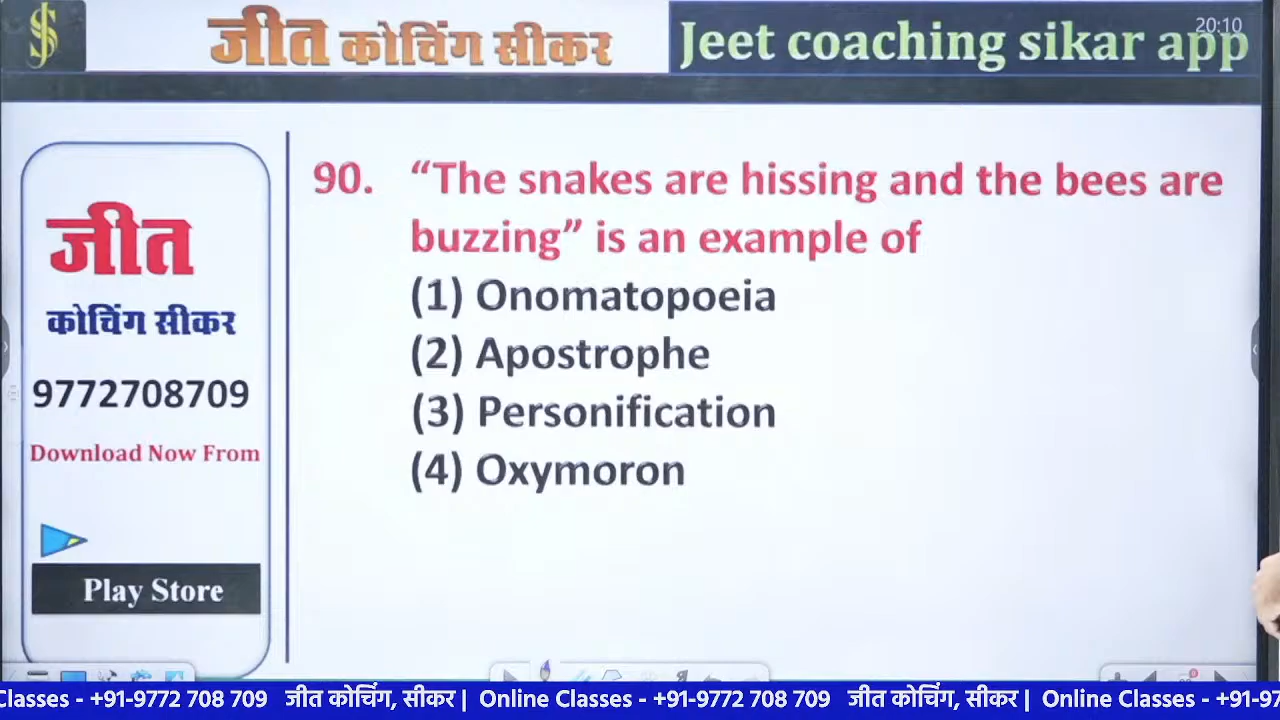 जीत कोचिंग सीकर
Jeet coaching sikar app
20:10
जीत
कोचिंग सीकर
9772708709
Download Now From
Play Store
90. “The snakes are hissing and the bees are
buzzing” is an example of
(1) Onomatopoeia
(2) Apostrophe
(3) Personification
(4) Oxymoron
Classes - +91-9772 708 709 जीत कोचिंग, सीकर | Online Classes - +91-9772 708 709 जीत कोचिंग, सीकर | Online Classes - +91-97